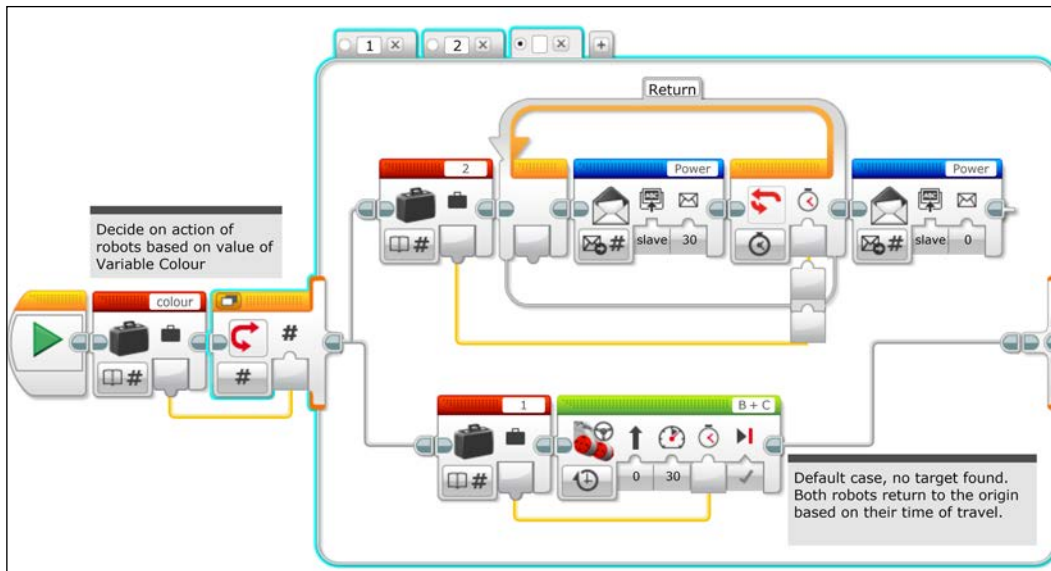 1
2
Return
2
Power
Power
ABC
ABC
#
#
#
slave 30
slave 0
Decide on action of
robots based on value of
Variable Colour
colour
#
#
#
1
B + C
#
0 30
Default case, no target found.
Both robots return to the origin
based on their time of travel.